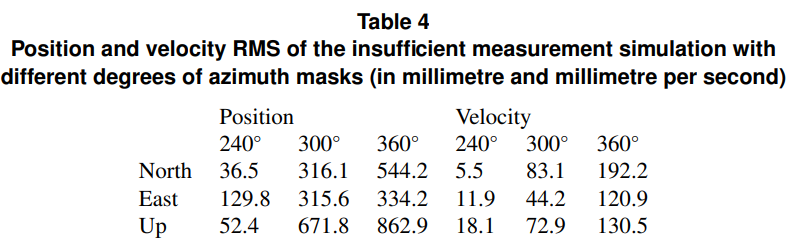 Table 4
Position and velocity RMS of the insufficient measurement simulation with
different degrees of azimuth masks (in millimetre and millimetre per second)
Position Velocity
240° 300° 360° 240° 300° 360°
North 36.5 316.1 544.2 5.5 83.1 192.2
East 129.8 315.6 334.2 11.9 44.2 120.9
Up 52.4 671.8 862.9 18.1 72.9 130.5